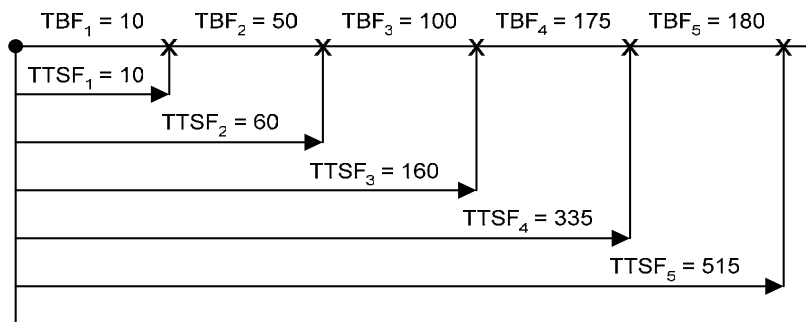 TBF₁ = 10 TBF₂ = 50 TBF₃ = 100 TBF₄ = 175 TBF₅ = 180
TTSF₁ = 10
TTSF₂ = 60
TTSF₃ = 160
TTSF₄ = 335
TTSF₅ = 515